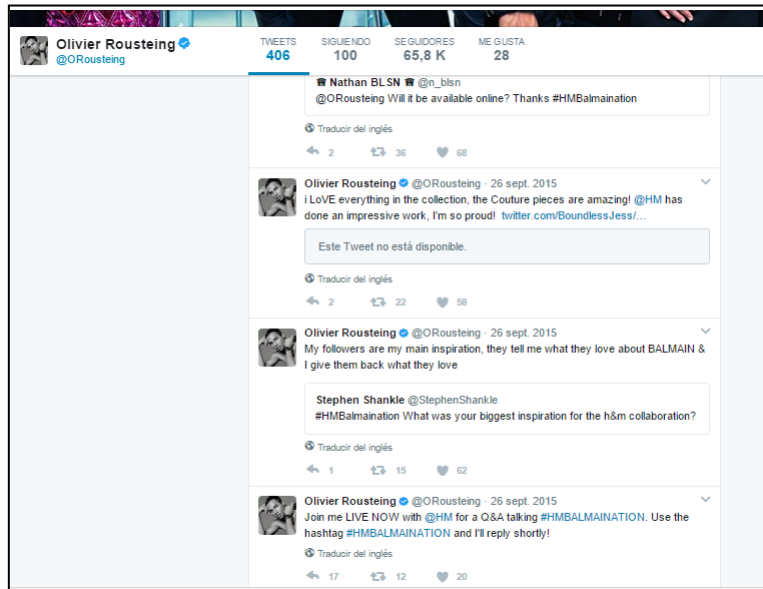 Olivier Rousteing
@ORousteing
TWEETS
406
SIGUIENDO
100
SEGUIDORES
65,8 K
ME GUSTA
28
☎ Nathan BLSN ☎ @n_blsn
@ORousteing Will it be available online? Thanks #HMBalmaination
Traducir del inglés
2 36 68
Olivier Rousteing @ORousteing · 26 sept. 2015
i LoVE everything in the collection, the Couture pieces are amazing! @HM has
done an impressive work, I'm so proud! twitter.com/BoundlessJess/...
Este Tweet no está disponible.
Traducir del inglés
2 22 58
Olivier Rousteing @ORousteing · 26 sept. 2015
My followers are my main inspiration, they tell me what they love about BALMAIN &
I give them back what they love
Stephen Shankle @StephenShankle
#HMBalmaination What was your biggest inspiration for the h&m collaboration?
Traducir del inglés
1 15 62
Olivier Rousteing @ORousteing · 26 sept. 2015
Join me LIVE NOW with @HM for a Q&A talking #HMBALMAINATION. Use the
hashtag #HMBALMAINATION and I'll reply shortly!
Traducir del inglés
17 12 20